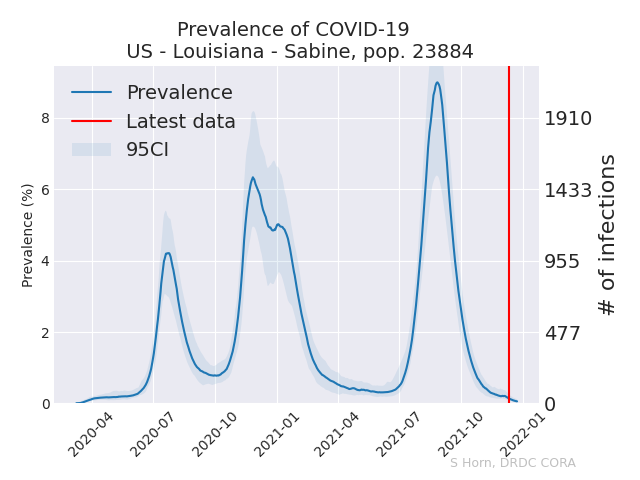 Prevalence of COVID-19
US - Louisiana - Sabine, pop. 23884
Prevalence
Latest data
95CI
Prevalence (%)
8
6
4
2
0
1910
1433
955
477
0
# of infections
2020-04
2020-07
2020-10
2021-01
2021-04
2021-07
2021-10
2022-01
S Horn, DRDC CORA